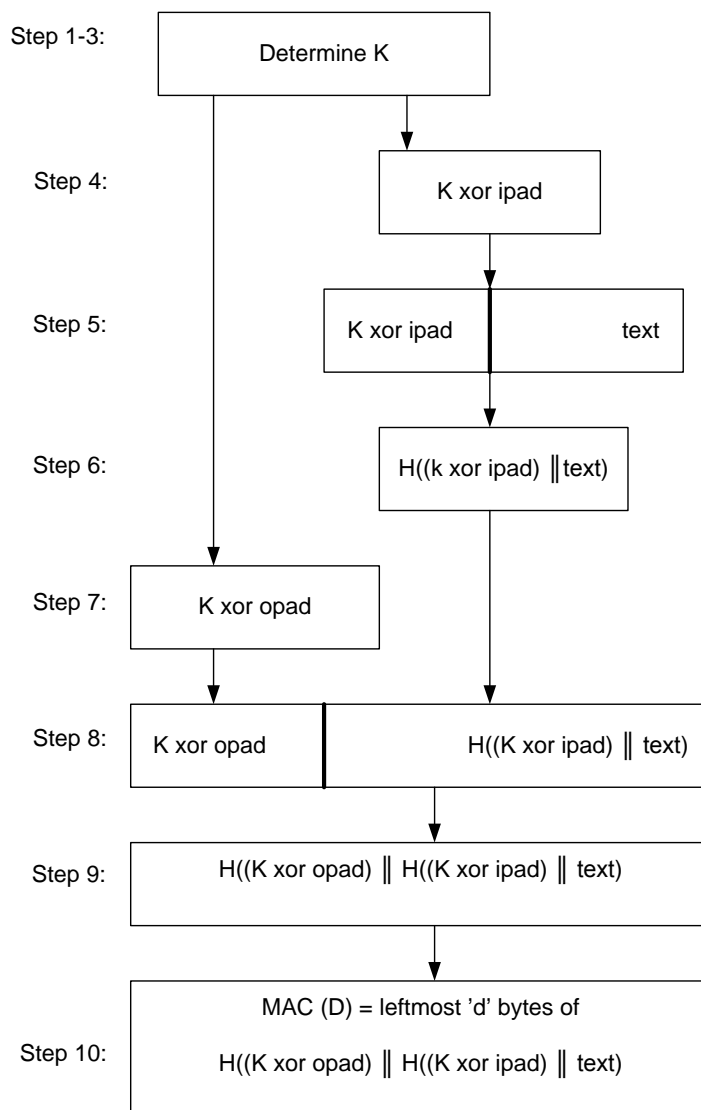 Step 1-3:
Determine K
Step 4:
K xor ipad
Step 5:
K xor ipad
text
Step 6:
H((k xor ipad) ║text)
Step 7:
K xor opad
Step 8:
K xor opad
H((K xor ipad) ║ text)
Step 9:
H((K xor opad) ║ H((K xor ipad) ║ text)
Step 10:
MAC (D) = leftmost ’d’ bytes of
H((K xor opad) ║ H((K xor ipad) ║ text)